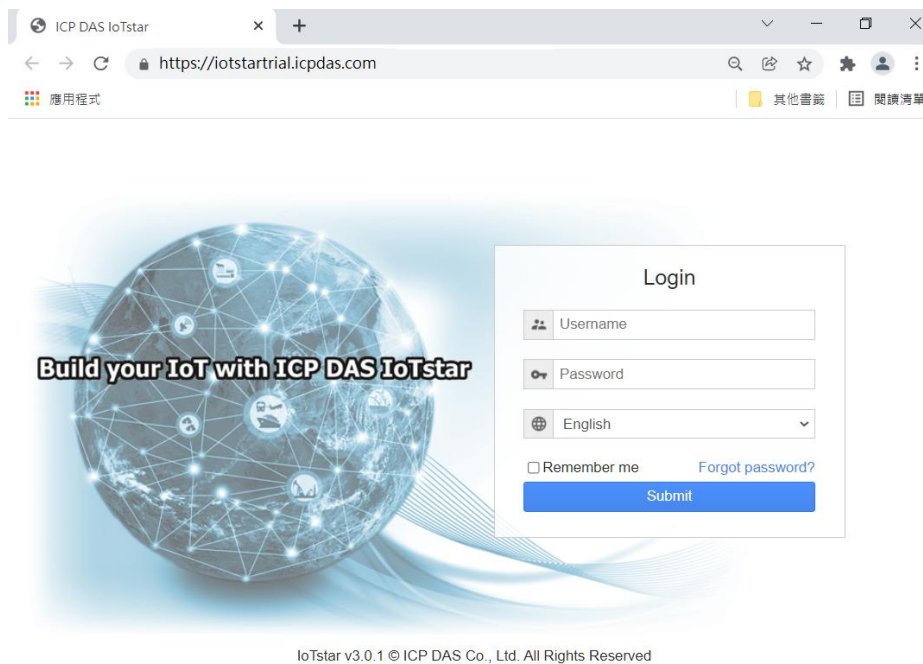 ICP DAS IoTstar
https://iotstartrial.icpdas.com
應用程式
其他書籤
閱讀清單
Login
Username
Build your IoT with ICP DAS IoTstar
Password
English
Remember me
Forgot password?
Submit
IoTstar v3.0.1 © ICP DAS Co., Ltd. All Rights Reserved